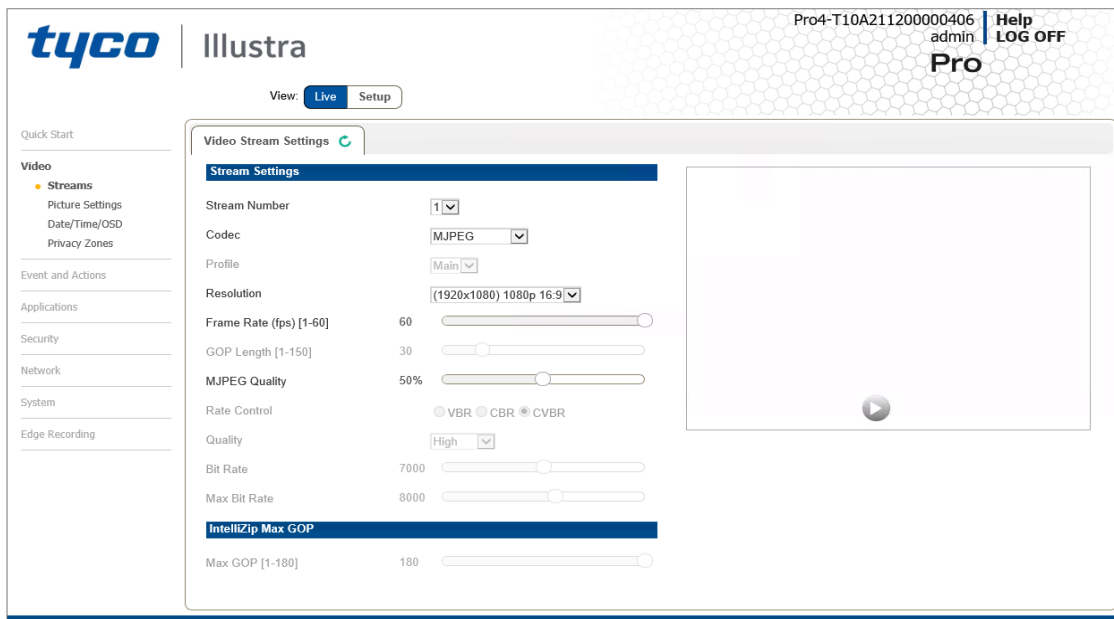 tyco Illustra
Pro4-T10A211200000406 Help
admin LOG OFF
Pro
View: Live Setup
Quick Start
Video
Streams
Picture Settings
Date/Time/OSD
Privacy Zones
Event and Actions
Applications
Security
Network
System
Edge Recording
Video Stream Settings
Stream Settings
Stream Number 1
Codec MJPEG
Profile Main
Resolution (1920x1080) 1080p 16:9
Frame Rate (fps) [1-60] 60
GOP Length [1-150] 30
MJPEG Quality 50%
Rate Control VBR CBR CVBR
Quality High
Bit Rate 7000
Max Bit Rate 8000
IntelliZip Max GOP
Max GOP [1-180] 180